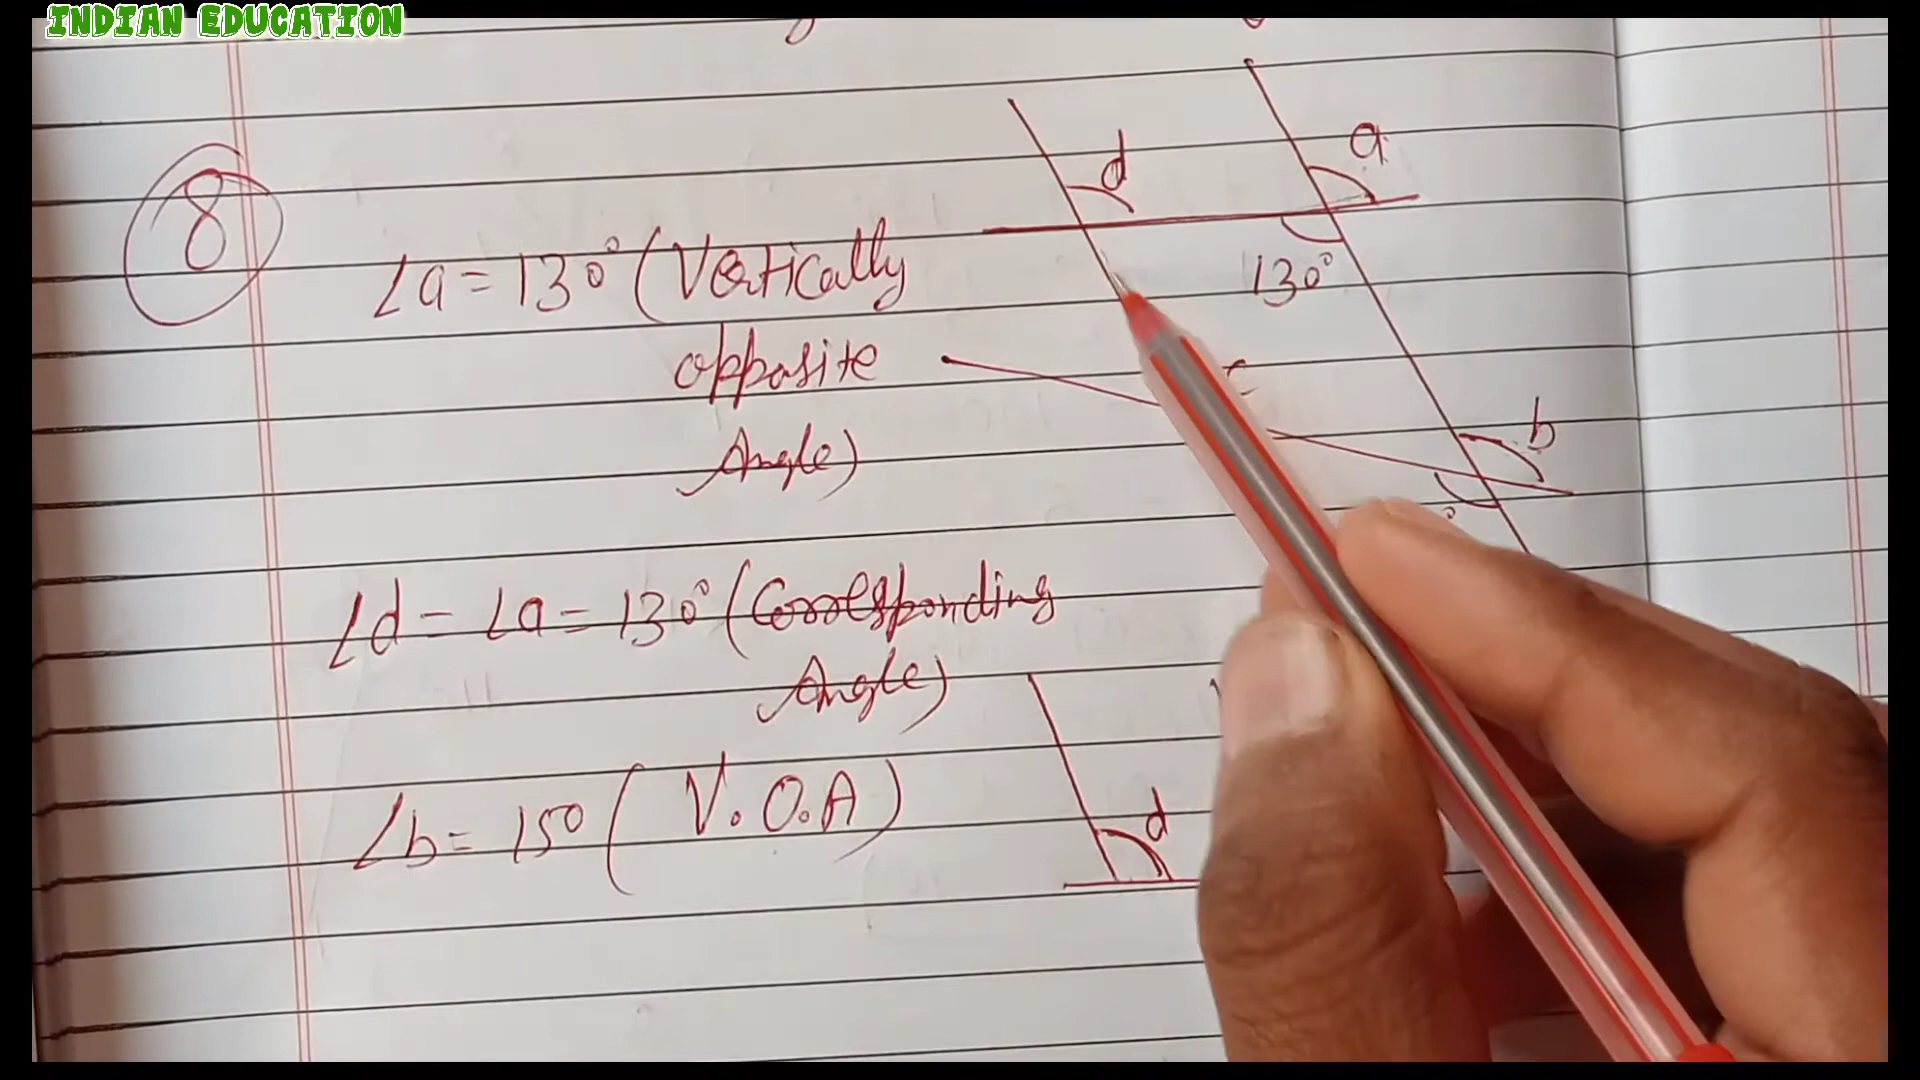 INDIAN EDUCATION
8
∠a = 130° (Vertically
opposite
Angle)
d
a
130°
b
∠d = ∠a = 130° (Corresponding
Angle)
∠b = 150 (V.O.A)
d